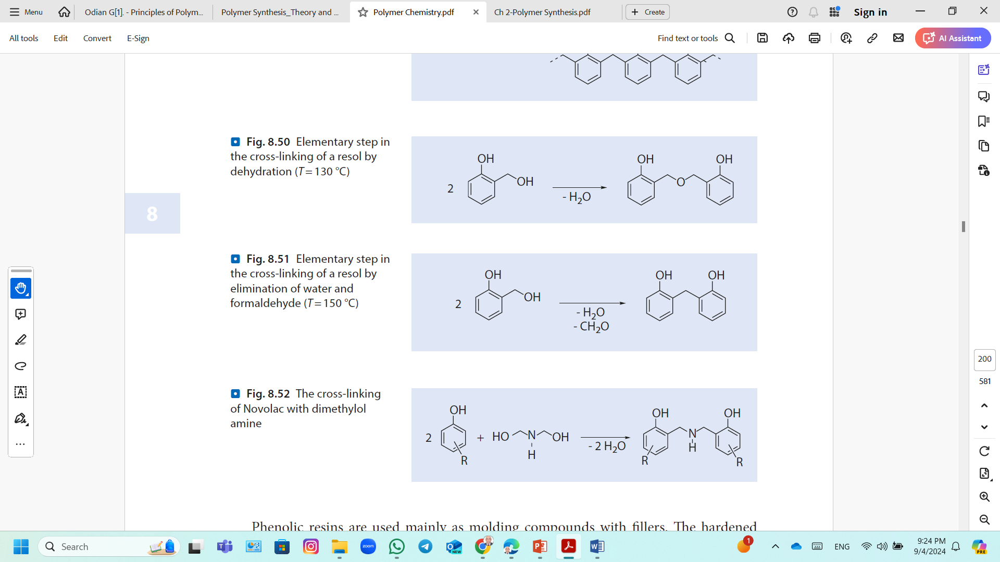 Menu
Odian G[1]. - Principles of Polym...
Polymer Synthesis_Theory and ...
Polymer Chemistry.pdf
Ch 2-Polymer Synthesis.pdf
Create
Sign in
All tools
Edit
Convert
E-Sign
Find text or tools
AI Assistant
Fig. 8.50 Elementary step in
the cross-linking of a resol by
dehydration (T = 130 °C)
OH
2
OH
- H2O
OH
O
OH
8
Fig. 8.51 Elementary step in
the cross-linking of a resol by
elimination of water and
formaldehyde (T = 150 °C)
OH
2
OH
- H2O
- CH2O
OH
OH
Fig. 8.52 The cross-linking
of Novolac with dimethylol
amine
OH
2
R
+
HO
N
H
OH
- 2 H2O
OH
R
N
H
OH
R
Phenolic resins are used mainly as molding compounds with fillers. The hardened
200
581
Search
zoom
NEW
1
ENG
9:24 PM
9/4/2024
PRE